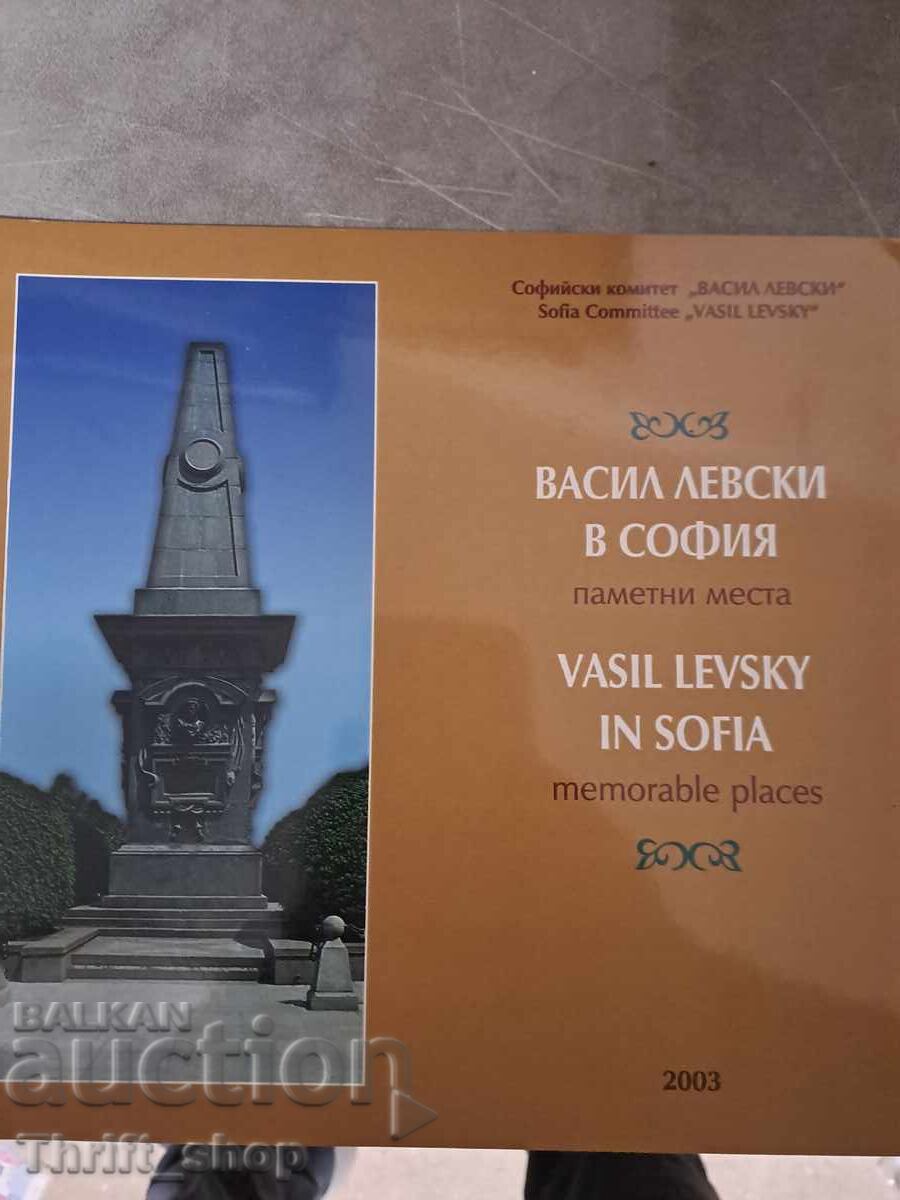 Софийски комитет „ВАСИЛ ЛЕВСКИ“
Sofia Committee „VASIL LEVSKY“
ВАСИЛ ЛЕВСКИ
В СОФИЯ
паметни места
VASIL LEVSKY
IN SOFIA
memorable places
2003
BALKAN
auction
Thrift_shop